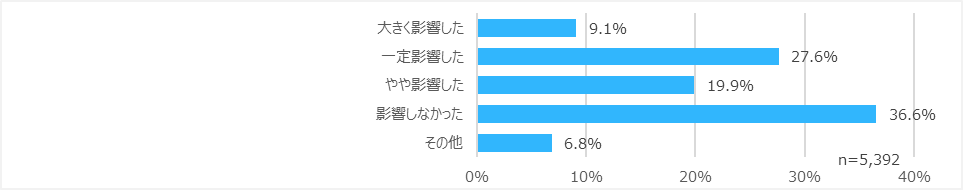 大きく影響した 9.1%
一定影響した 27.6%
やや影響した 19.9%
影響しなかった 36.6%
その他 6.8%
n=5,392
0% 10% 20% 30% 40%